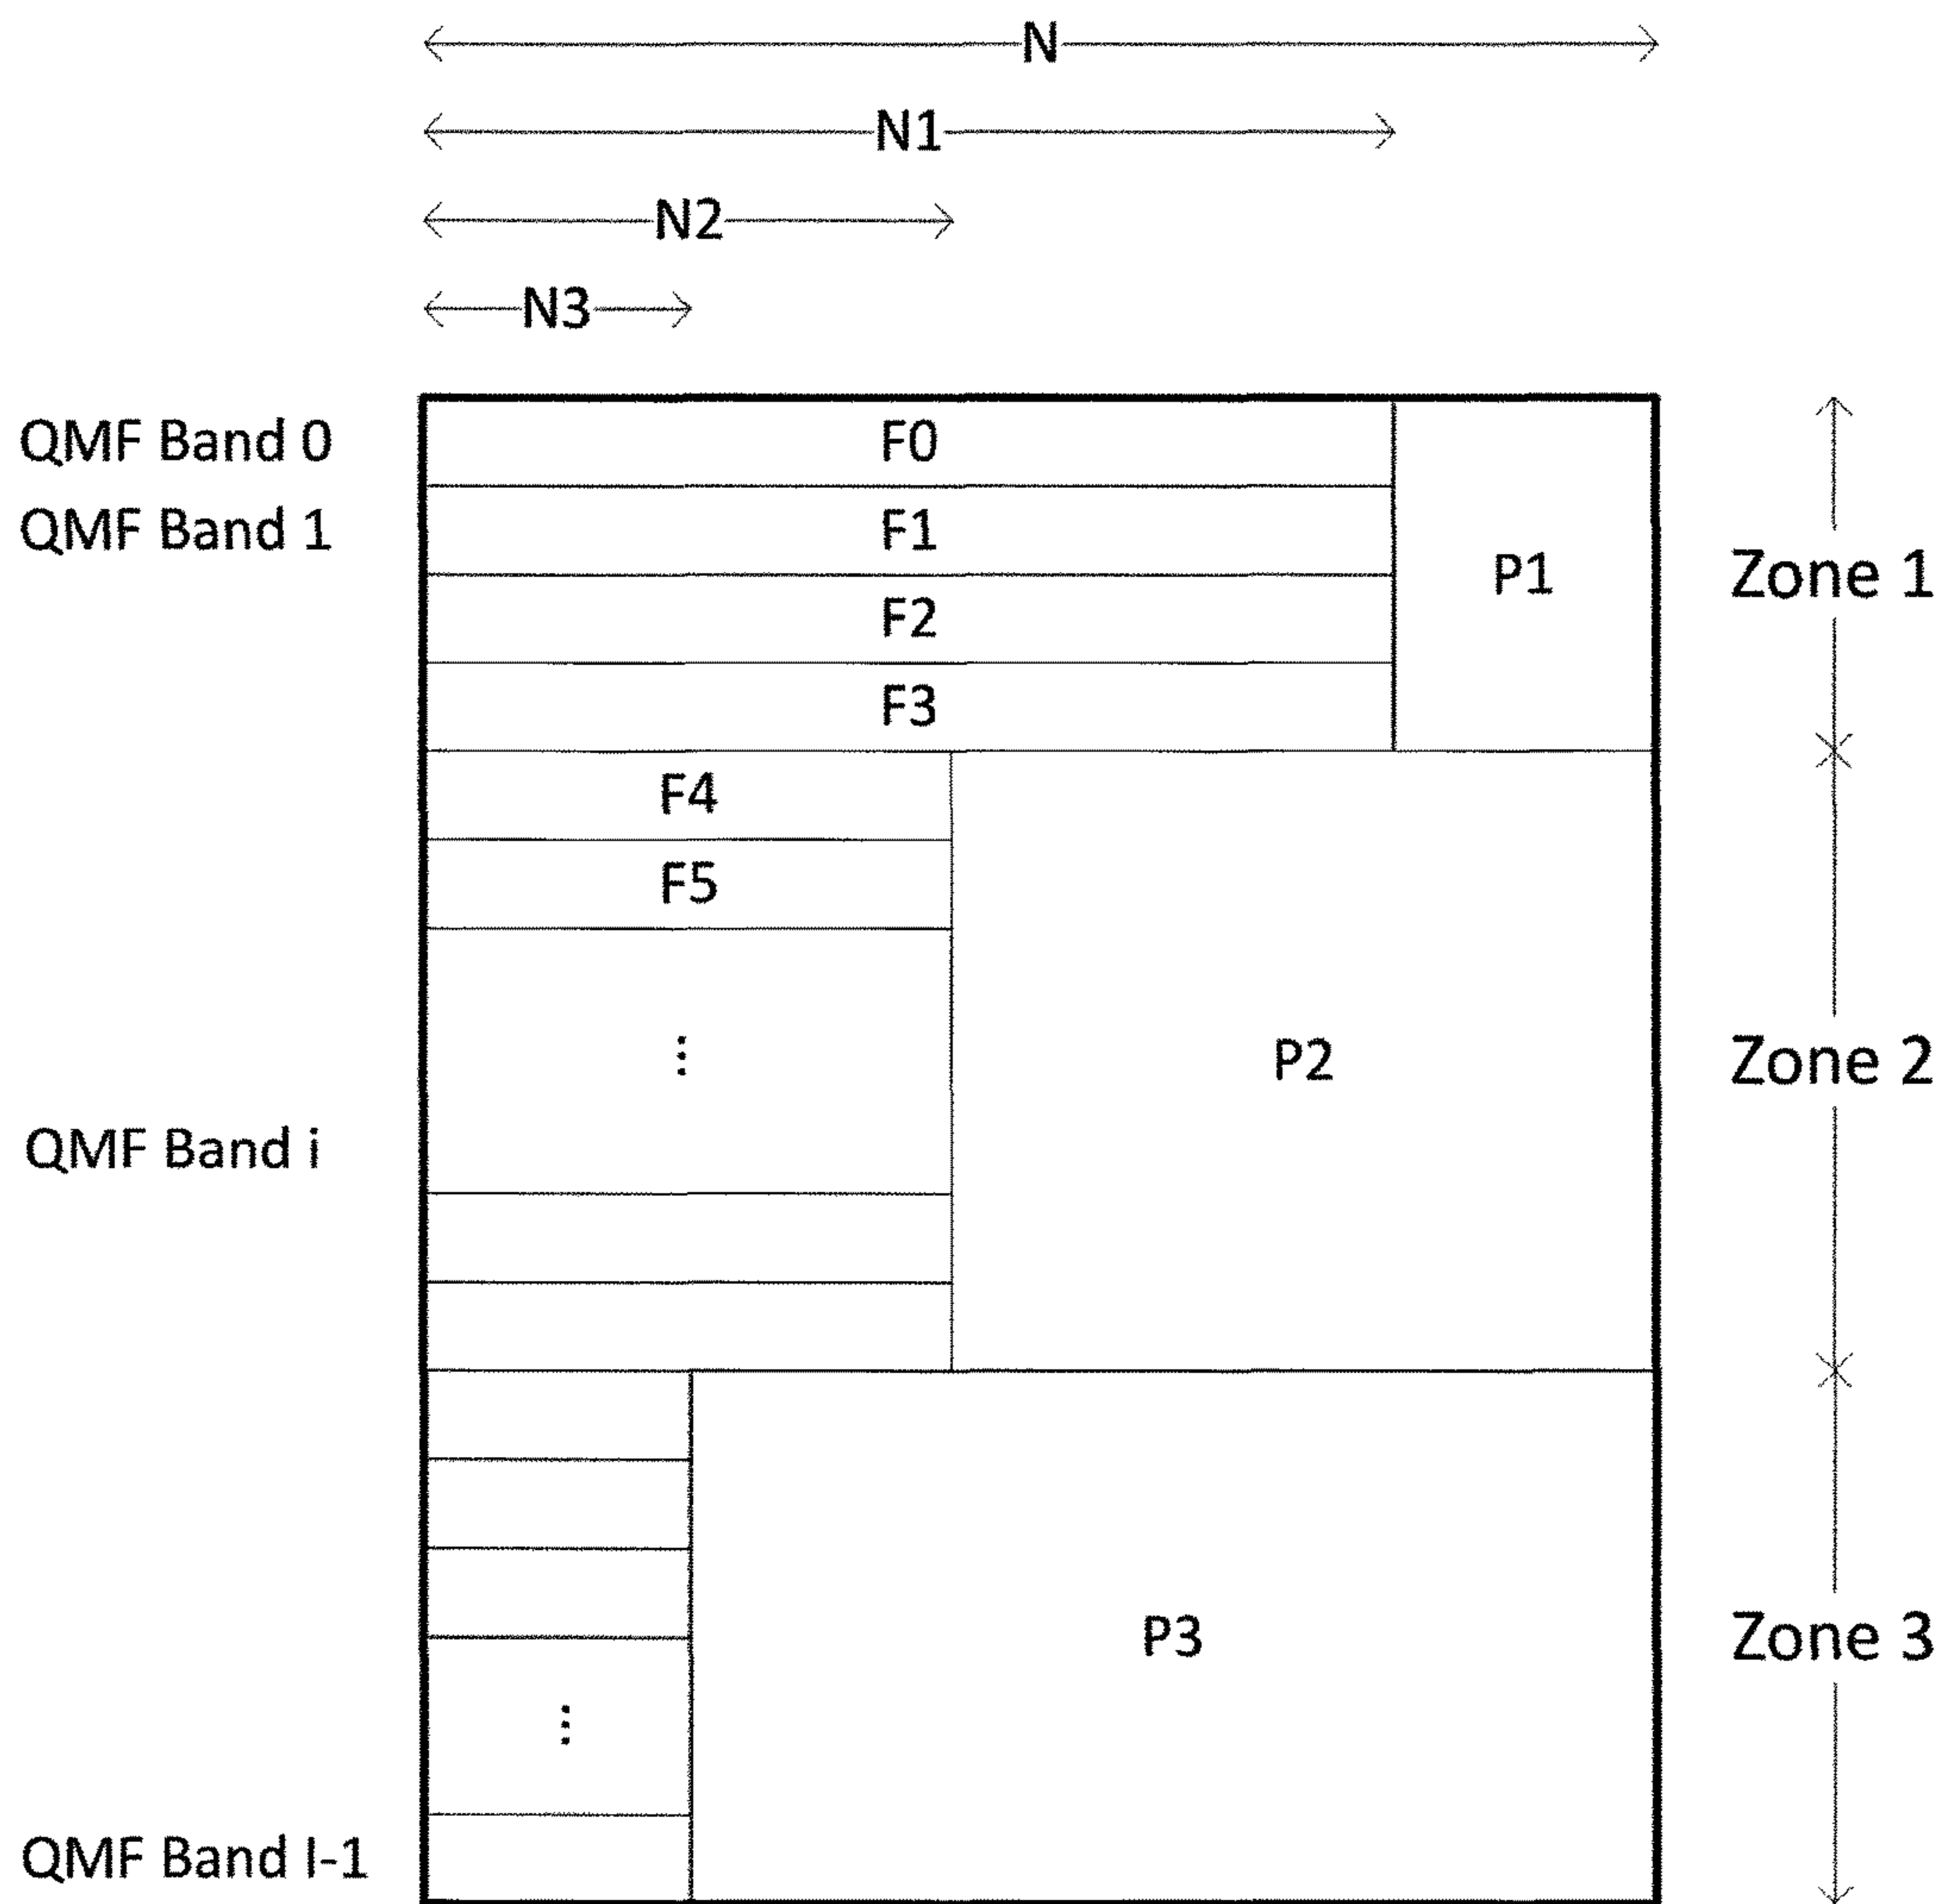 N
N1
N2
N3
QMF Band 0
F0
QMF Band 1
F1
P1
Zone 1
F2
F3
F4
F5
⋮
P2
Zone 2
QMF Band i
P3
Zone 3
⋮
QMF Band I-1